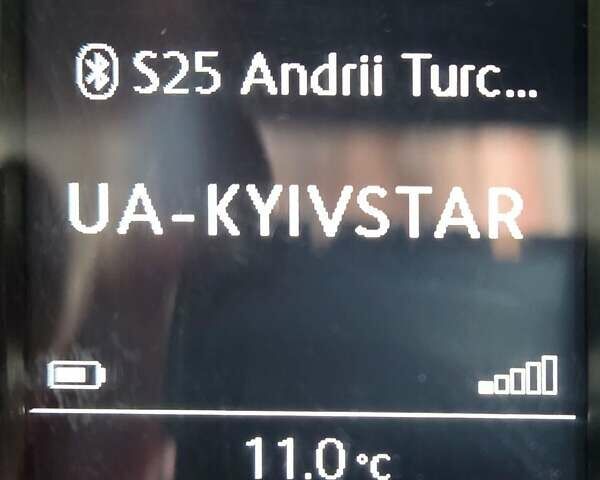 S25 Andrii Turc...
UA-KYIVSTAR
11.0 °C